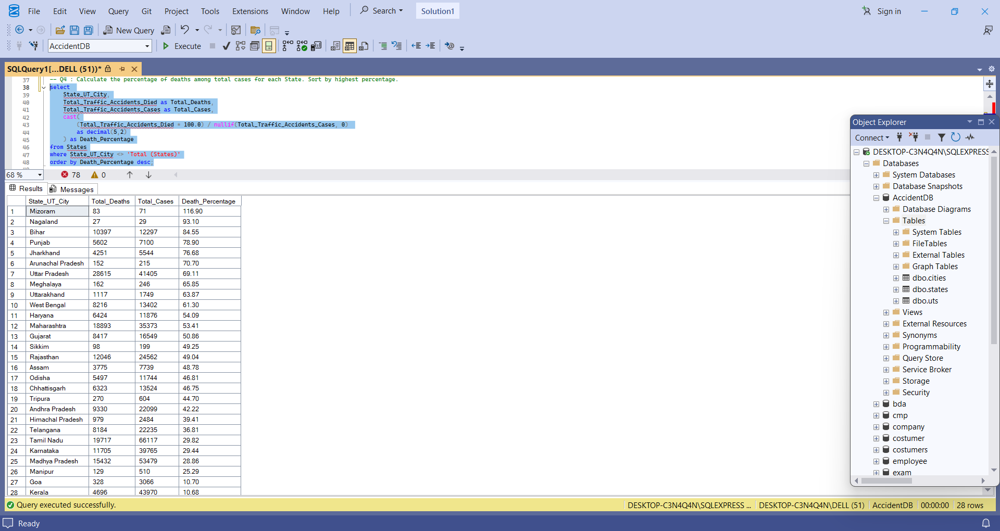 File Edit View Query Git Project Tools Extensions Window Help Search Solution1 Sign in
New Query
AccidentDB Execute
SQLQuery1[...DELL (51))*
37 -- Q4 : Calculate the percentage of deaths among total cases for each State. Sort by highest percentage.
38 select
39 State_UT_City,
40 Total_Traffic_Accidents_Died as Total_Deaths,
41 Total_Traffic_Accidents_Cases as Total_Cases,
42 cast(
43 (Total_Traffic_Accidents_Died * 100.0) / nullif(Total_Traffic_Accidents_Cases, 0)
44 as decimal(5,2)
45 ) as Death_Percentage
46 from States
47 where State_UT_City <> 'Total (States)'
48 order by Death_Percentage desc;
68 % 78 0
Results Messages
State_UT_City Total_Deaths Total_Cases Death_Percentage
1 Mizoram 83 71 116.90
2 Nagaland 27 29 93.10
3 Bihar 10397 12297 84.55
4 Punjab 5602 7100 78.90
5 Jharkhand 4251 5544 76.68
6 Arunachal Pradesh 152 215 70.70
7 Uttar Pradesh 28615 41405 69.11
8 Meghalaya 162 246 65.85
9 Uttarakhand 1117 1749 63.87
10 West Bengal 8216 13402 61.30
11 Haryana 6424 11876 54.09
12 Maharashtra 18893 35373 53.41
13 Gujarat 8417 16549 50.86
14 Sikkim 98 199 49.25
15 Rajasthan 12046 24562 49.04
16 Assam 3775 7739 48.78
17 Odisha 5497 11744 46.81
18 Chhattisgarh 6323 13524 46.75
19 Tripura 270 604 44.70
20 Andhra Pradesh 9330 22099 42.22
21 Himachal Pradesh 979 2484 39.41
22 Telangana 8184 22235 36.81
23 Tamil Nadu 19717 66117 29.82
24 Karnataka 11705 39765 29.44
25 Madhya Pradesh 15432 53479 28.86
26 Manipur 129 510 25.29
27 Goa 328 3066 10.70
28 Kerala 4696 43970 10.68
Object Explorer
Connect
DESKTOP-C3N4Q4N\SQLEXPRESS
Databases
System Databases
Database Snapshots
AccidentDB
Database Diagrams
Tables
System Tables
FileTables
External Tables
Graph Tables
dbo.cities
dbo.states
dbo.uts
Views
External Resources
Synonyms
Programmability
Query Store
Service Broker
Storage
Security
bda
cmp
company
costumer
costumers
employee
exam
Query executed successfully. DESKTOP-C3N4Q4N\SQLEXPRESS ... DESKTOP-C3N4Q4N\DELL (51) AccidentDB 00:00:00 28 rows
Ready